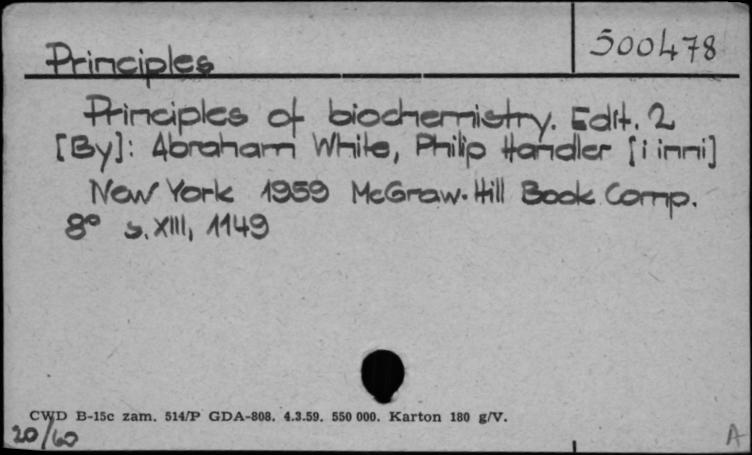 Principles
500478
Principles of biochemistry. Edit. 2
[By]: Abraham White, Philip Handler [i inni]
New York 1959 McGraw-Hill Book Comp.
8° s. XIII, 1149
CWD B-15c zam. 514/P GDA-808. 4.3.59. 550 000. Karton 180 g/V.
20/60
A